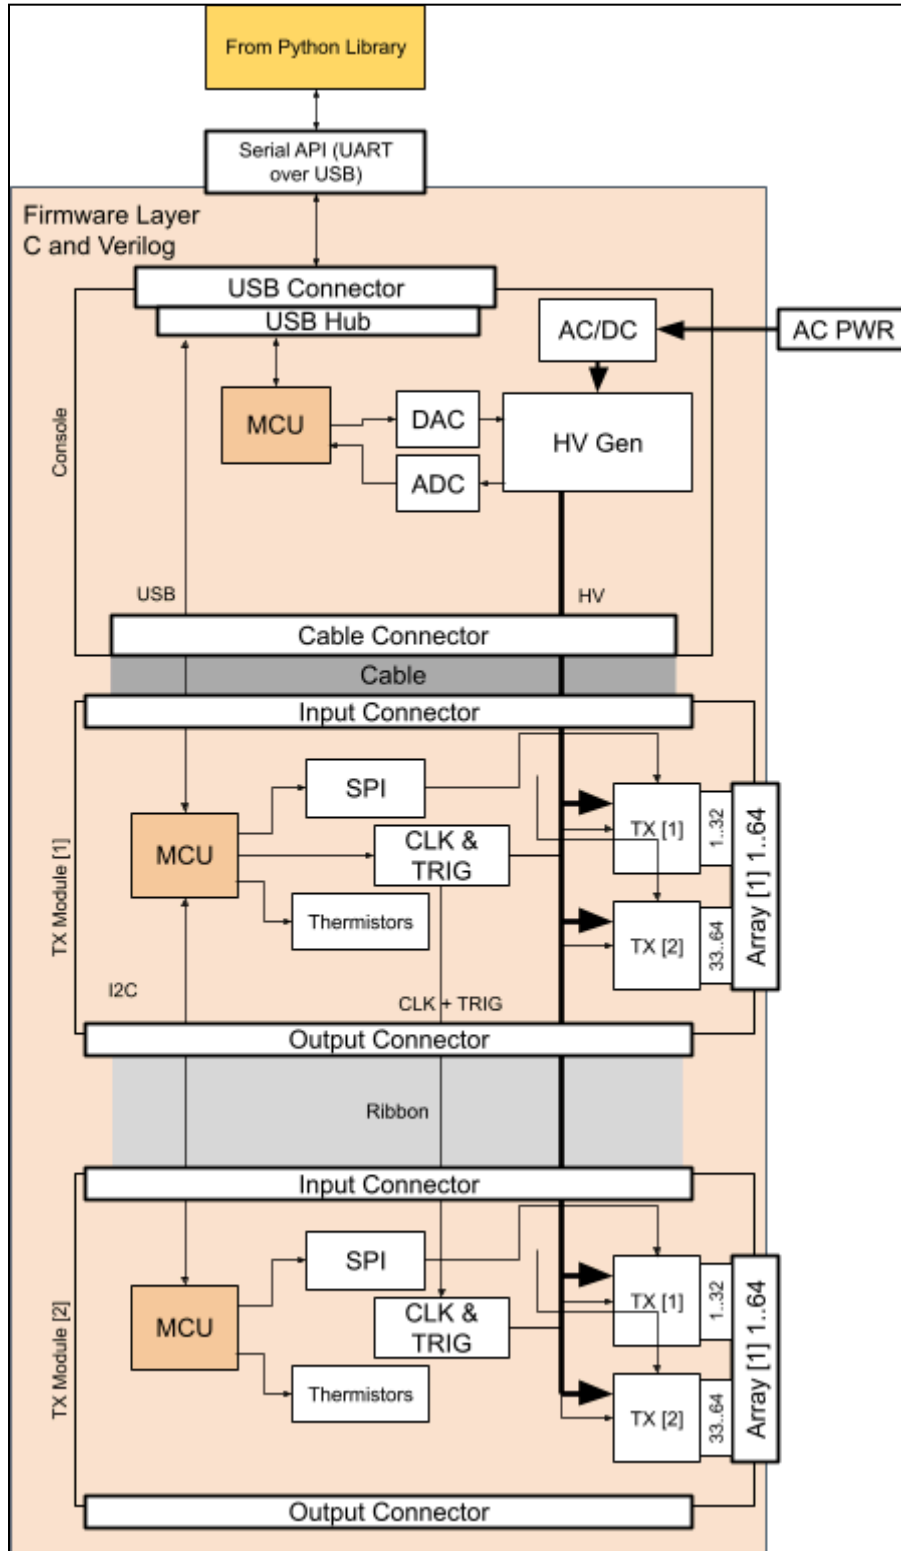 From Python Library
Serial API (UART
over USB)
Firmware Layer
C and Verilog
USB Connector
USB Hub
AC/DC
AC PWR
Console
MCU
DAC
ADC
HV Gen
USB
HV
Cable Connector
Cable
Input Connector
TX Module [1]
SPI
MCU
CLK &
TRIG
Thermistors
TX [1]
1..32
TX [2]
33..64
Array [1] 1..64
I2C
CLK + TRIG
Output Connector
Ribbon
Input Connector
TX Module [2]
SPI
MCU
CLK &
TRIG
Thermistors
TX [1]
1..32
TX [2]
33..64
Array [1] 1..64
Output Connector